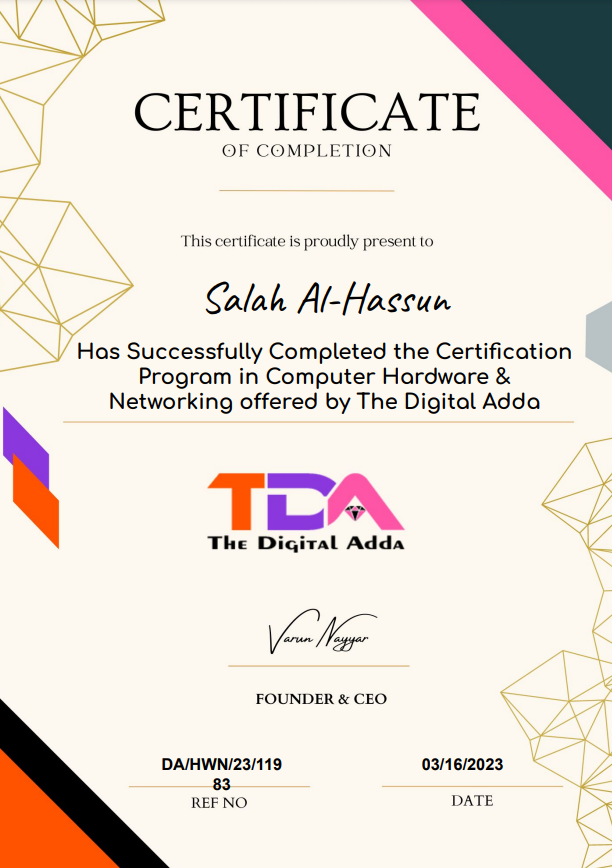 CERTIFICATE
OF COMPLETION
This certificate is proudly present to
Salah Al-Hassun
Has Successfully Completed the Certification
Program in Computer Hardware &
Networking offered by The Digital Adda
TDA
The Digital Adda
Varun Nayyar
FOUNDER & CEO
DA/HWN/23/119
83
REF NO
03/16/2023
DATE